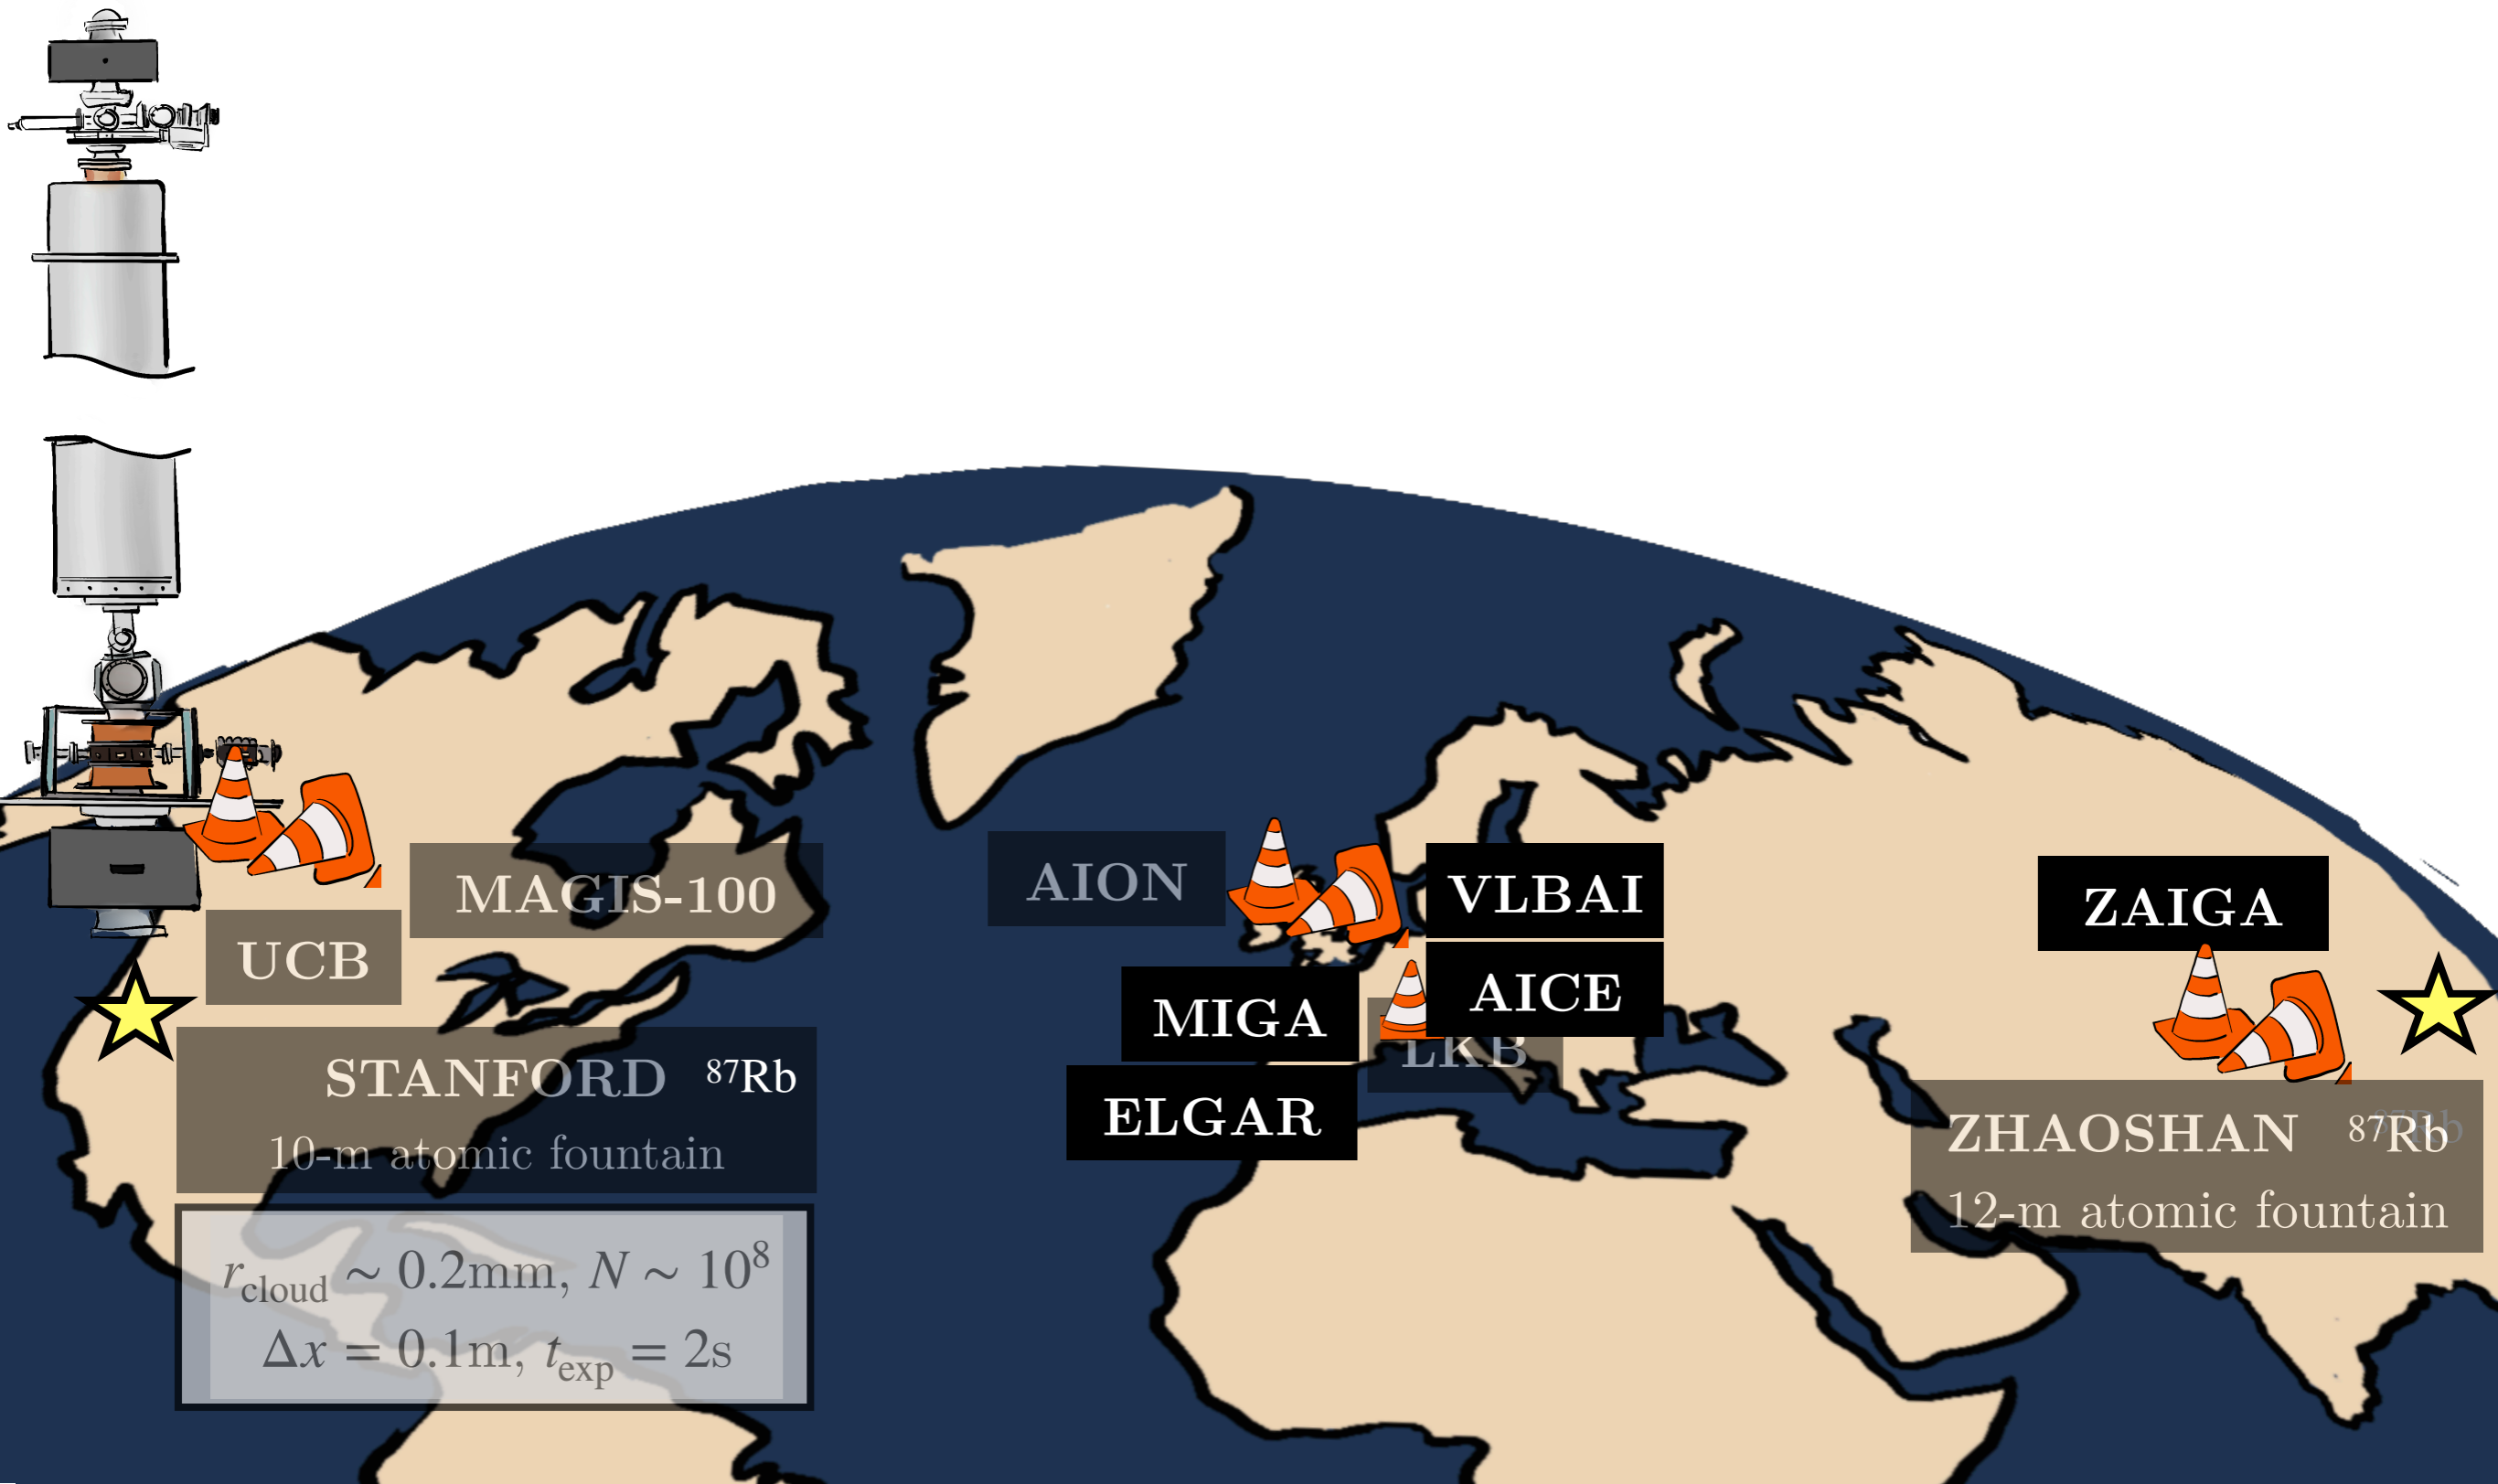 MAGIS-100
UCB
STANFORD ⁸⁷Rb
10-m atomic fountain
r_cloud ~ 0.2mm, N ~ 10⁸
Δx = 0.1m, t_exp = 2s
AION
VLBAI
AICE
MIGA
LKB
ELGAR
ZAIGA
ZHAOSHAN ⁸⁷Rb
⁸⁷Rb
12-m atomic fountain